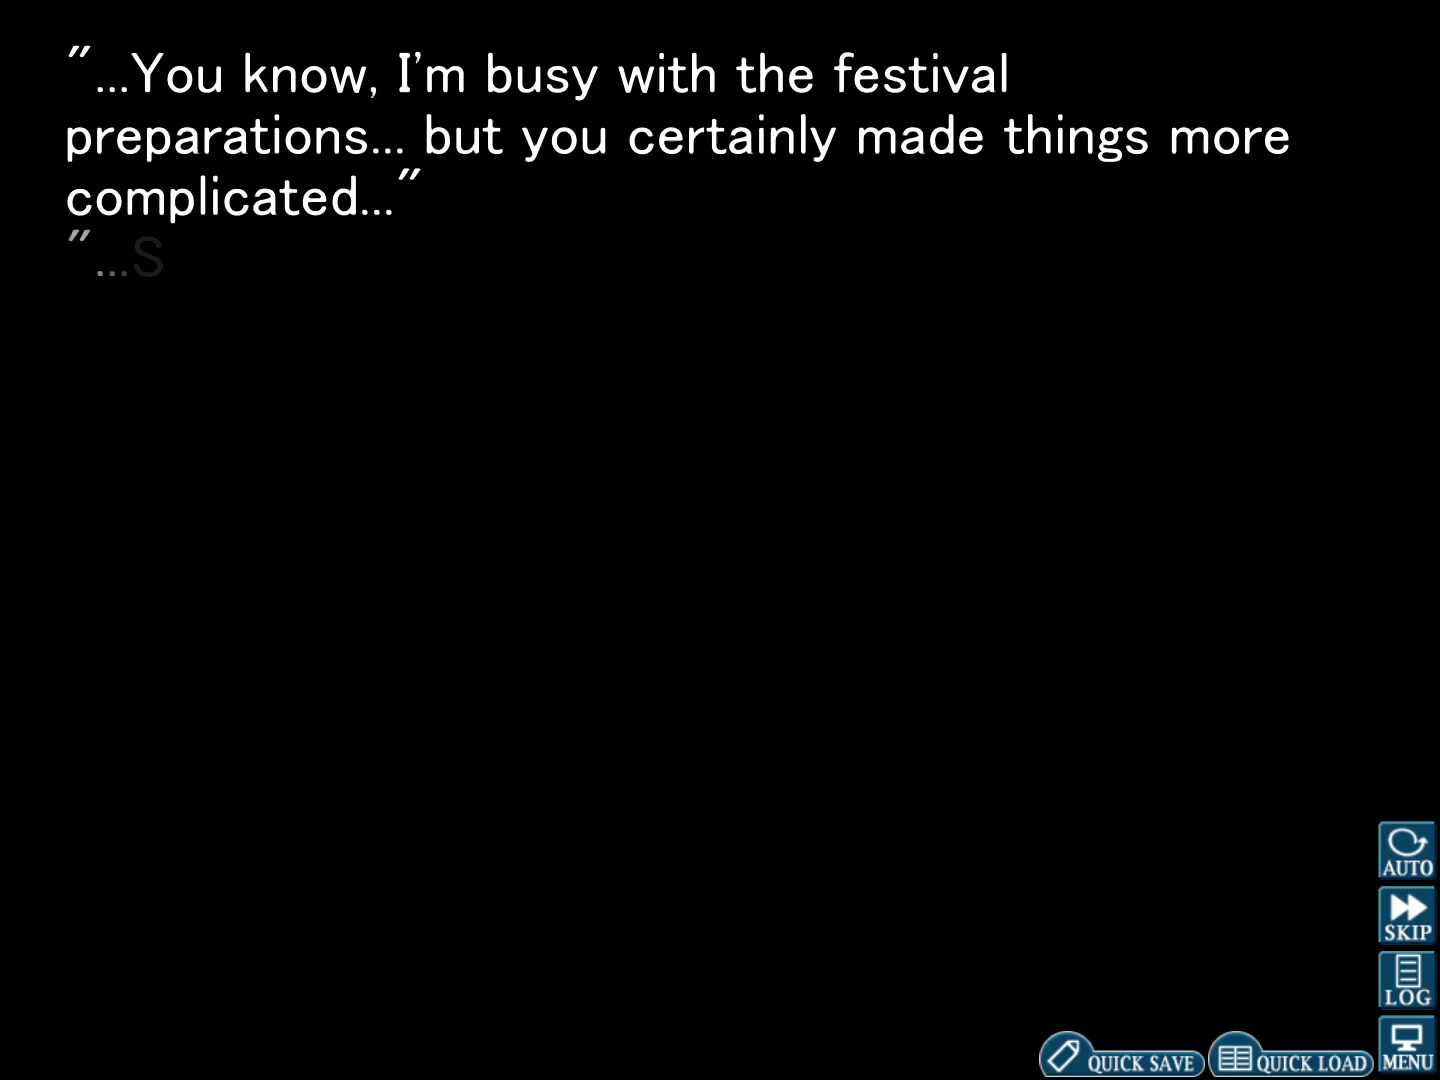 "...You know, I'm busy with the festival
preparations... but you certainly made things more
complicated..."
"...S
AUTO
SKIP
LOG
QUICK SAVE
QUICK LOAD
MENU